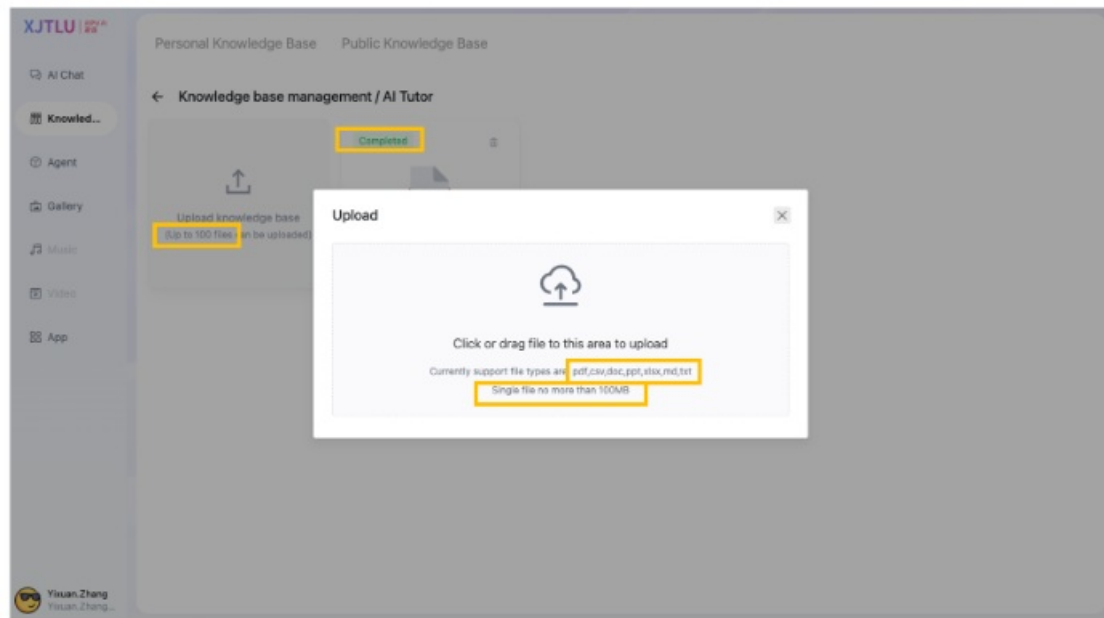 XJTLU
Personal Knowledge Base
Public Knowledge Base
AI Chat
← Knowledge base management / AI Tutor
Knowled...
Completed
Agent
Gallery
Upload knowledge base
(Up to 100 files can be uploaded)
Upload
Music
Video
Click or drag file to this area to upload
App
Currently support file types are pdf,csv,doc,ppt,xlsx,md,txt
Single file no more than 100MB
Yixuan.Zhang
Yixuan.Zhang...